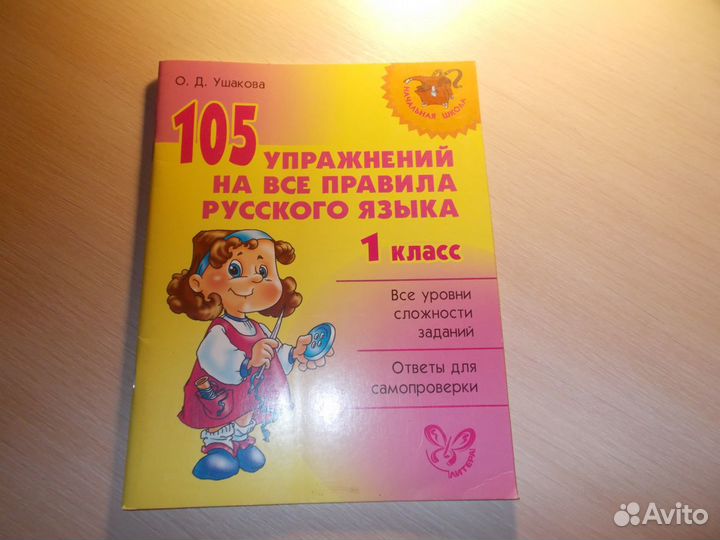 О. Д. Ушакова
НАЧАЛЬНАЯ ШКОЛА
105 УПРАЖНЕНИЙ
НА ВСЕ ПРАВИЛА
РУССКОГО ЯЗЫКА
1 КЛАСС
Все уровни
сложности
заданий
Ответы для
самопроверки
ЛИТЕРА
Avito